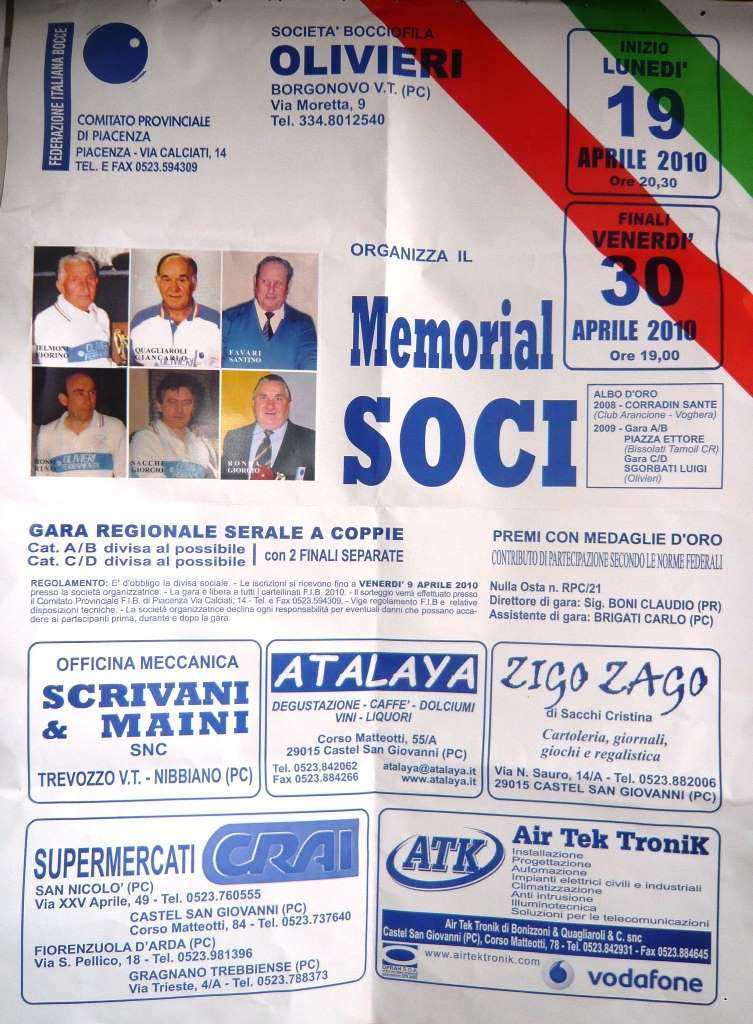 FEDERAZIONE ITALIANA BOCCE
COMITATO PROVINCIALE
DI PIACENZA
PIACENZA - VIA CALCIATI, 14
TEL. E FAX 0523.594309
SOCIETA' BOCCIOFILA
OLIVIERI
BORGONOVO V.T. (PC)
Via Moretta, 9
Tel. 334.8012540
INIZIO
LUNEDI'
19
APRILE 2010
Ore 20,30
FINALI
VENERDI'
30
APRILE 2010
Ore 19,00
ORGANIZZA IL
Memorial
SOCI
FIORINO
QUAGLIAROLI
GIANCARLO
FAVARI
SANTINO
RINO
SACCHI
GIORGIO
RONDA
GIORGIO
ALBO D'ORO
2008 - CORRADIN SANTE
(Club Arancione - Voghera)
2009 - Gara A/B
PIAZZA ETTORE
(Bissolati Tamoil CR)
Gara C/D
SGORBATI LUIGI
(Olivieri)
GARA REGIONALE SERALE A COPPIE
Cat. A/B divisa al possibile
Cat. C/D divisa al possibile
con 2 FINALI SEPARATE
PREMI CON MEDAGLIE D'ORO
CONTRIBUTO DI PARTECIPAZIONE SECONDO LE NORME FEDERALI
REGOLAMENTO: E' d'obbligo la divisa sociale. - Le iscrizioni si ricevono fino a VENERDI' 9 APRILE 2010
presso la società organizzatrice. - La gara è libera a tutti i cartellinati F.I.B. 2010. - Il sorteggio verrà effettuato presso
il Comitato Provinciale F.I.B. di Piacenza Via Calciati, 14 - Tel. e Fax 0523.594309. - Vige regolamento F.I.B e relative
disposizioni tecniche. - La società organizzatrice declina ogni responsabilità per eventuali danni che possano acca-
dere ai partecipanti prima, durante e dopo la gara.
Nulla Osta n. RPC/21
Direttore di gara: Sig. BONI CLAUDIO (PR)
Assistente di gara: BRIGATI CARLO (PC)
OFFICINA MECCANICA
SCRIVANI
& MAINI
SNC
TREVOZZO V.T. - NIBBIANO (PC)
ATALAYA
DEGUSTAZIONE - CAFFE' - DOLCIUMI
VINI - LIQUORI
Corso Matteotti, 55/A
29015 Castel San Giovanni (PC)
Tel. 0523.842062 atalaya@atalaya.it
Fax 0523.884266 www.atalaya.it
ZIGO ZAGO
di Sacchi Cristina
Cartoleria, giornali,
giochi e regalistica
Via N. Sauro, 14/A - Tel. 0523.882006
29015 CASTEL SAN GIOVANNI (PC)
SUPERMERCATI CRAI
SAN NICOLO' (PC)
Via XXV Aprile, 49 - Tel. 0523.760555
CASTEL SAN GIOVANNI (PC)
Corso Matteotti, 84 - Tel. 0523.737640
FIORENZUOLA D'ARDA (PC)
Via S. Pellico, 18 - Tel. 0523.981396
GRAGNANO TREBBIENSE (PC)
Via Trieste, 4/A - Tel. 0523.788373
ATK
Air Tek TroniK
Installazione
Progettazione
Automazione
Impianti elettrici civili e industriali
Climatizzazione
Anti intrusione
Illuminotecnica
Soluzioni per le telecomunicazioni
Air Tek Tronik di Bonizzoni & Quagliaroli & C. snc
Castel San Giovanni (PC), Corso Matteotti, 78 - Tel. 0523.842931 - Fax 0523.884645
www.airtektronik.com
vodafone